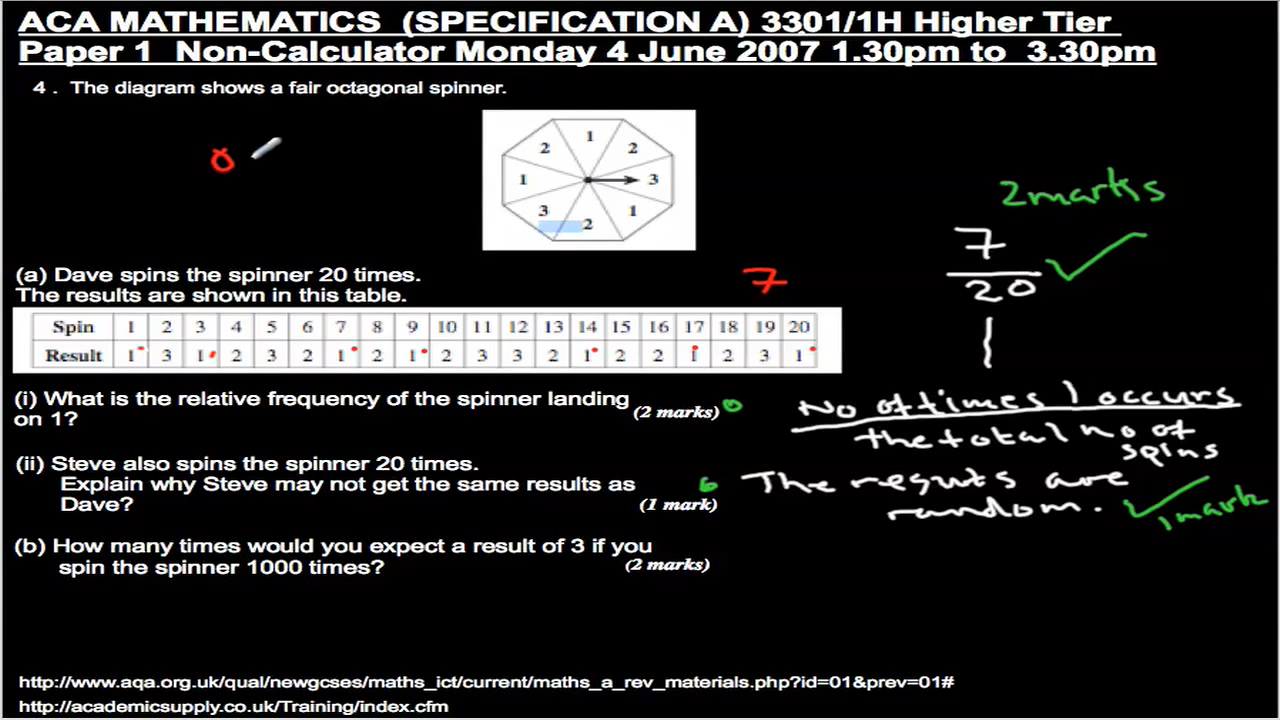 ACA MATHEMATICS (SPECIFICATION A) 3301/1H Higher Tier
Paper 1 Non-Calculator Monday 4 June 2007 1.30pm to 3.30pm
4 . The diagram shows a fair octagonal spinner.
1
2 2
1 3
3 1
2
0
2marks
7
20
1
(a) Dave spins the spinner 20 times.
The results are shown in this table.
7
Spin 1 2 3 4 5 6 7 8 9 10 11 12 13 14 15 16 17 18 19 20
Result 1 3 1 2 3 2 1 2 1 2 3 3 2 1 2 2 1 2 3 1
(i) What is the relative frequency of the spinner landing
on 1?
(2 marks)
No of times 1 occurs
the total no of
spins
(ii) Steve also spins the spinner 20 times.
Explain why Steve may not get the same results as
Dave?
(1 mark)
The results are
random.
1mark
(b) How many times would you expect a result of 3 if you
spin the spinner 1000 times?
(2 marks)
http://www.aqa.org.uk/qual/newgcses/maths_ict/current/maths_a_rev_materials.php?id=01&prev=01#
http://academicsupply.co.uk/Training/index.cfm